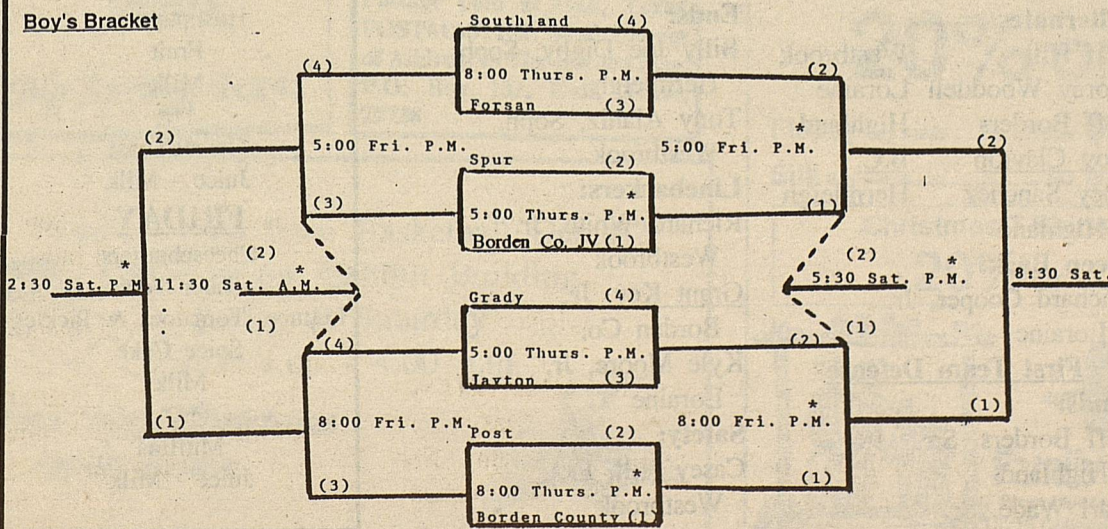 Boy's Bracket
Southland (4)
(4) 8:00 Thurs. P.M. (2)
Forsan (3)
(2) 5:00 Fri. P.M. 5:00 Fri. P.M.* (2)
Spur (2)
(3) 5:00 Thurs. P.M.* (1)
Borden Co. JV (1)
(2) (2)
2:30 Sat. P.M.* 11:30 Sat. A.M.* 5:30 Sat. P.M.* 8:30 Sat.
(1) (1)
Grady (4)
(4) 5:00 Thurs. P.M. (2)
Jayton (3)
(1) 8:00 Fri. P.M. 8:00 Fri. P.M.* (1)
Post (2)
(3) 8:00 Thurs. P.M.* (1)
Borden County (1)